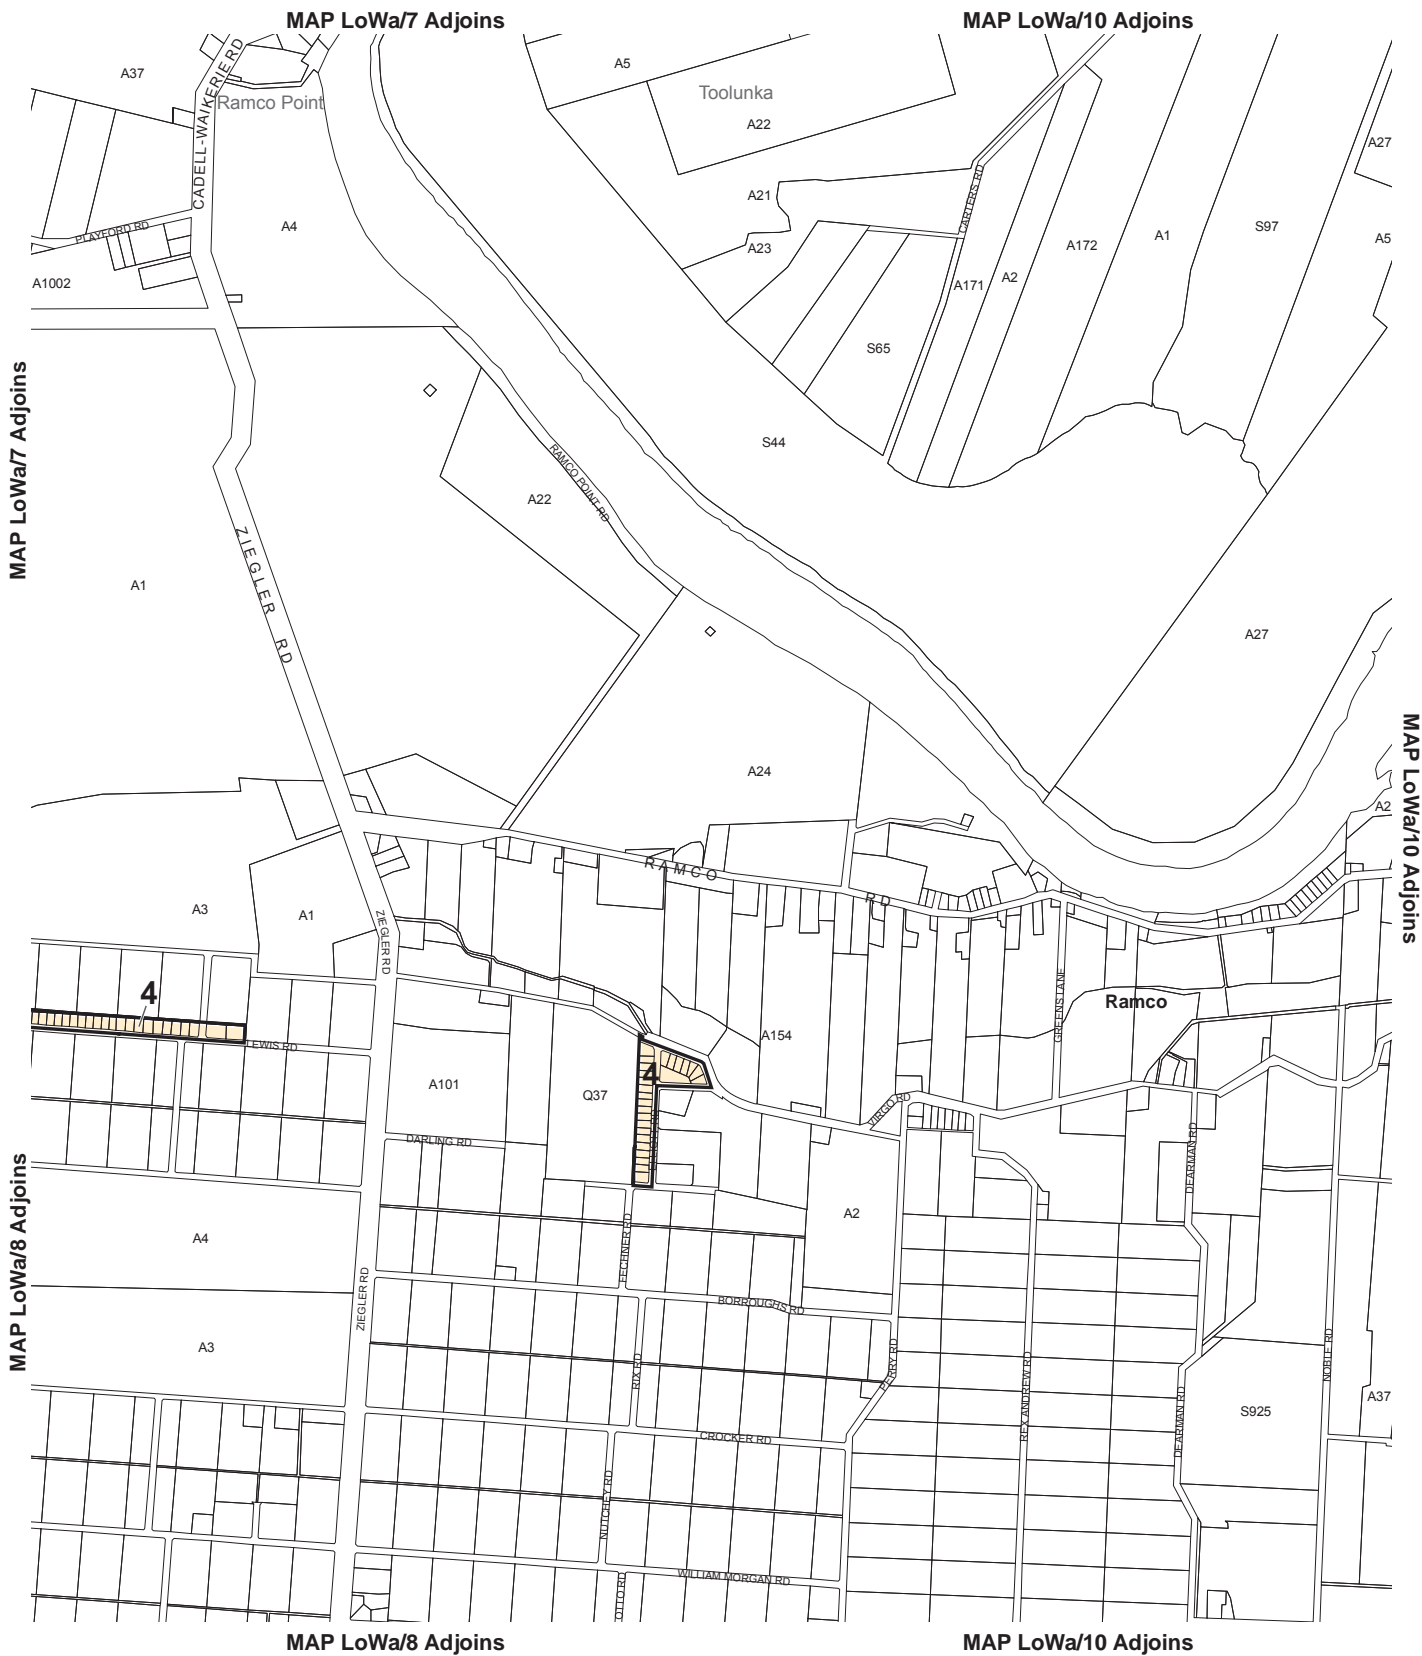 MAP LoWa/7 Adjoins
MAP LoWa/10 Adjoins
A37
CADELL-WAIKERIE RD
Ramco Point
A5
Toolunka
A22
A27
A21
CARTERS RD
PLAYFORD RD
A4
A23
A172
A1
S97
A5
A1002
A171
A2
S65
MAP LoWa/7 Adjoins
S44
RAMCO POINT RD
A22
ZIEGLER RD
A1
A27
A24
MAP LoWa/10 Adjoins
A2
RAMCO RD
A3
A1
ZIEGLER RD
4
GREENS LANE
Ramco
LEWIS RD
A154
4
A101
Q37
VIRGO RD
DARLING RD
DEARMAN RD
MAP LoWa/8 Adjoins
A4
A2
FECHNER RD
ZIEGLER RD
BORROUGHS RD
A3
RIX RD
PERRY RD
REX ANDREW RD
NOBLE RD
DEARMAN RD
S925
A37
CROCKER RD
NUTCHEY RD
WILLIAM MORGAN RD
MAP LoWa/8 Adjoins
MAP LoWa/10 Adjoins